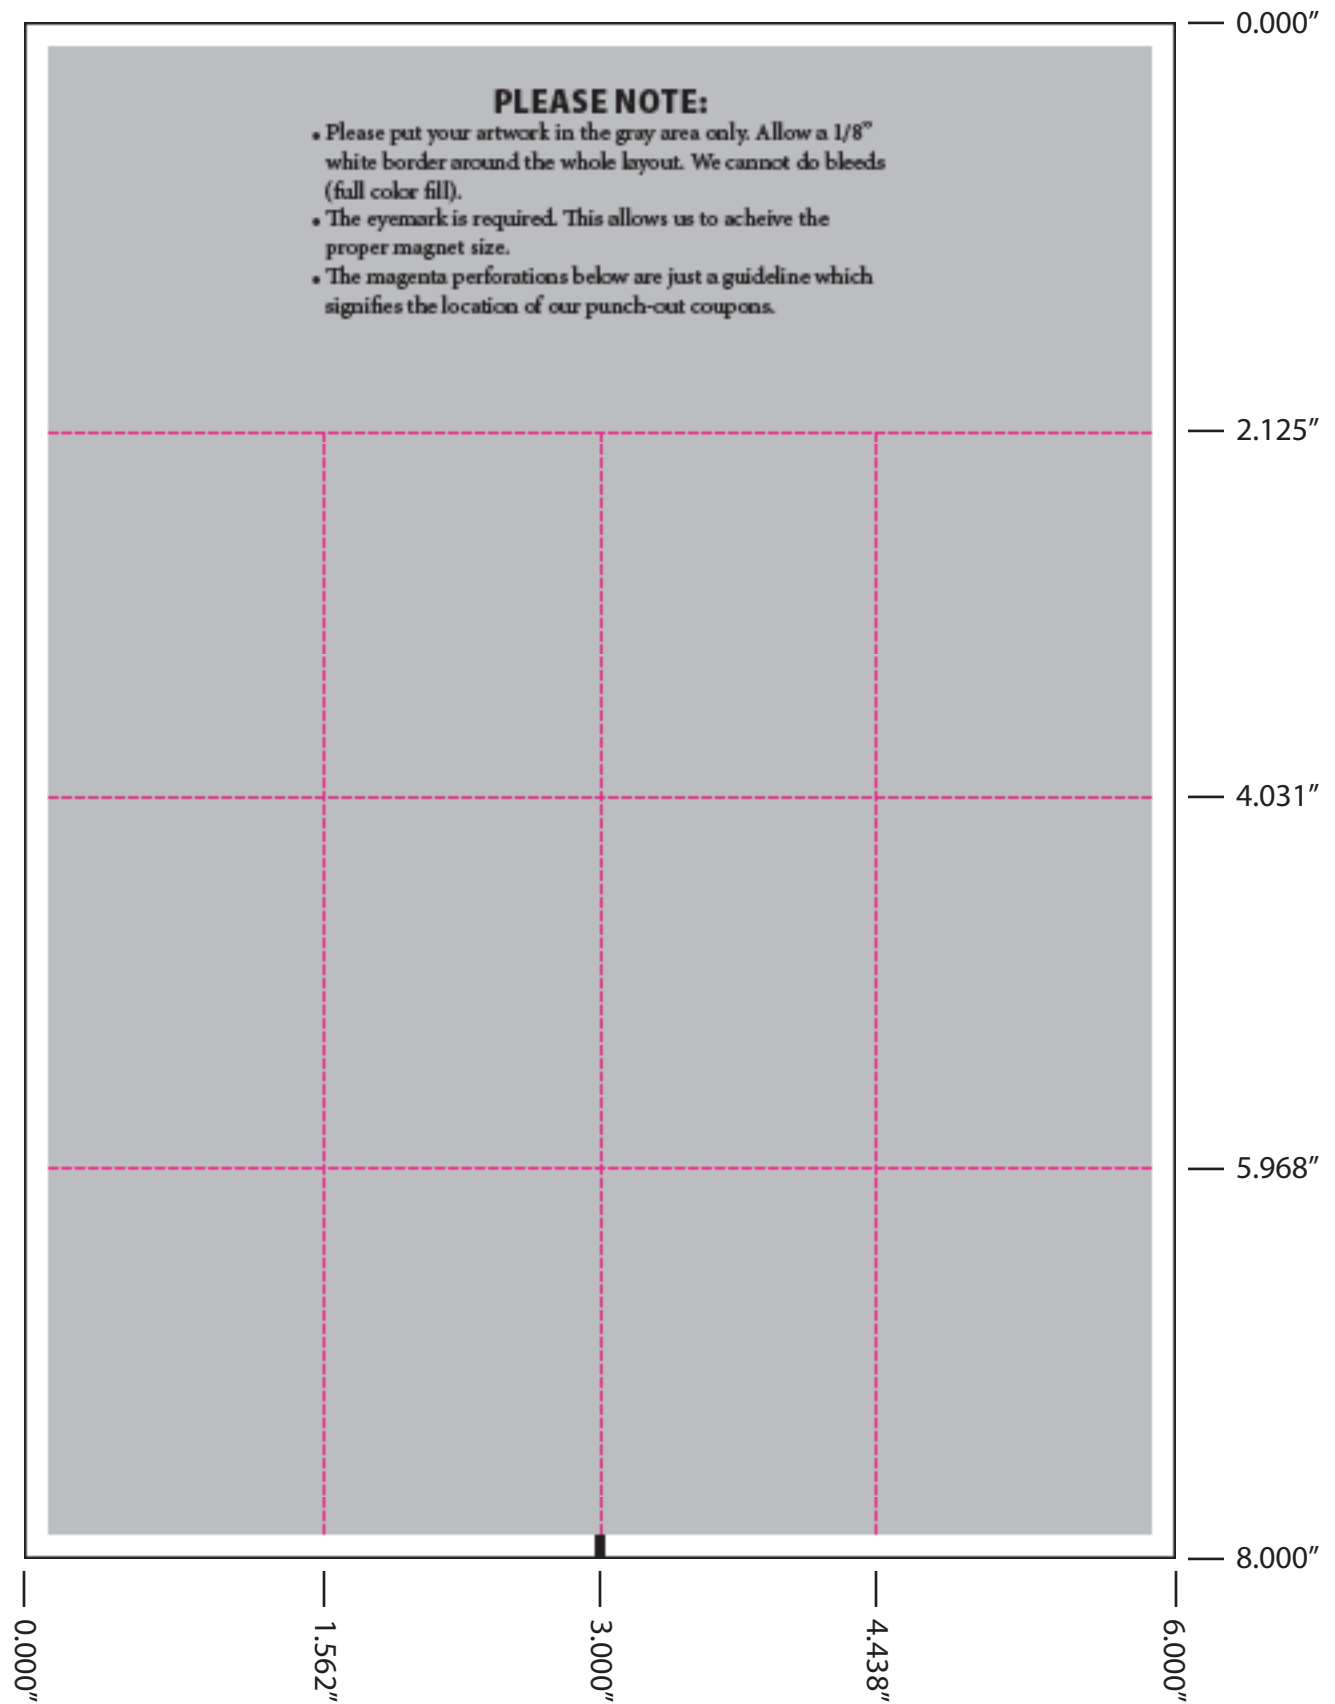 0.000″
PLEASE NOTE:
• Please put your artwork in the gray area only. Allow a 1/8”
white border around the whole layout. We cannot do bleeds
(full color fill).
• The eyemark is required. This allows us to acheive the
proper magnet size.
• The magenta perforations below are just a guideline which
signifies the location of our punch-out coupons.
2.125″
4.031″
5.968″
8.000″
0.0000″
1.562″
3.000″
4.438″
6.000″